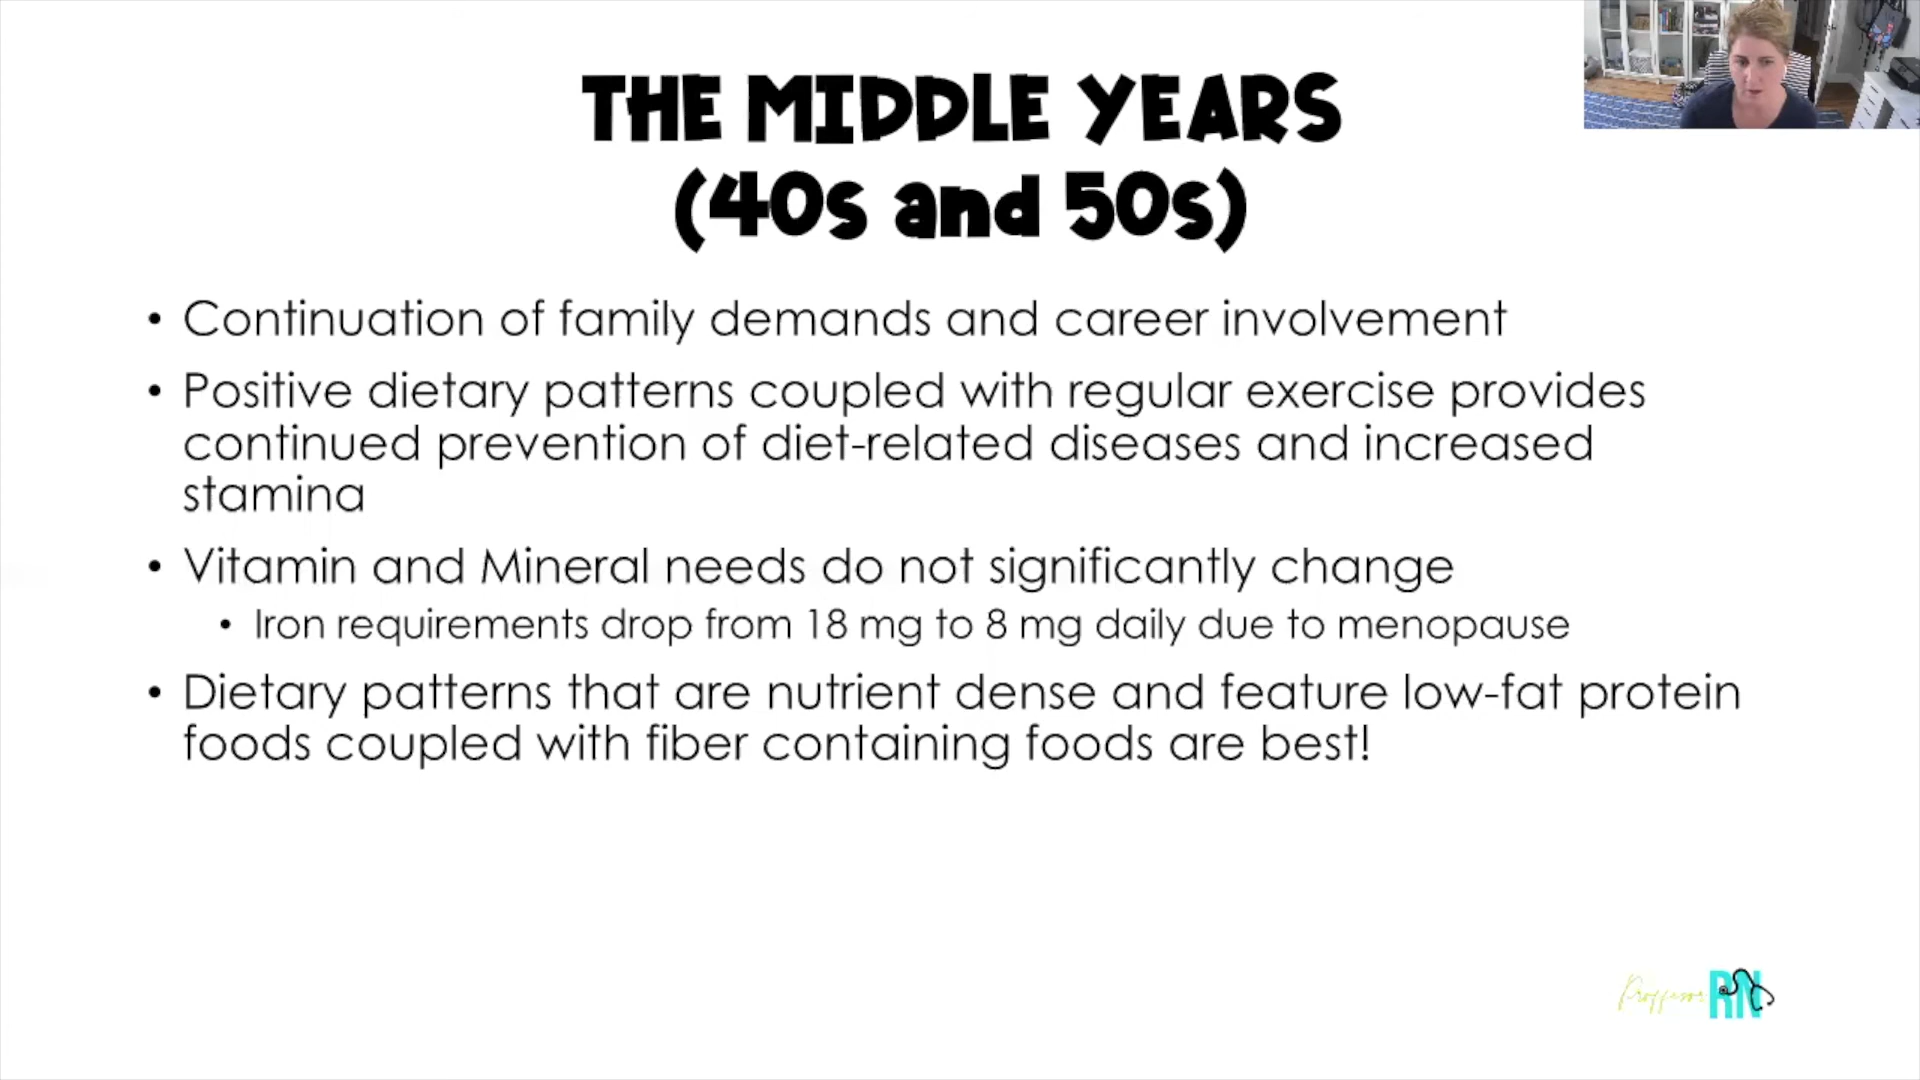 THE MIDDLE YEARS
(40s and 50s)
• Continuation of family demands and career involvement
• Positive dietary patterns coupled with regular exercise provides
continued prevention of diet-related diseases and increased
stamina
• Vitamin and Mineral needs do not significantly change
• Iron requirements drop from 18 mg to 8 mg daily due to menopause
• Dietary patterns that are nutrient dense and feature low-fat protein
foods coupled with fiber containing foods are best!
Professor RN